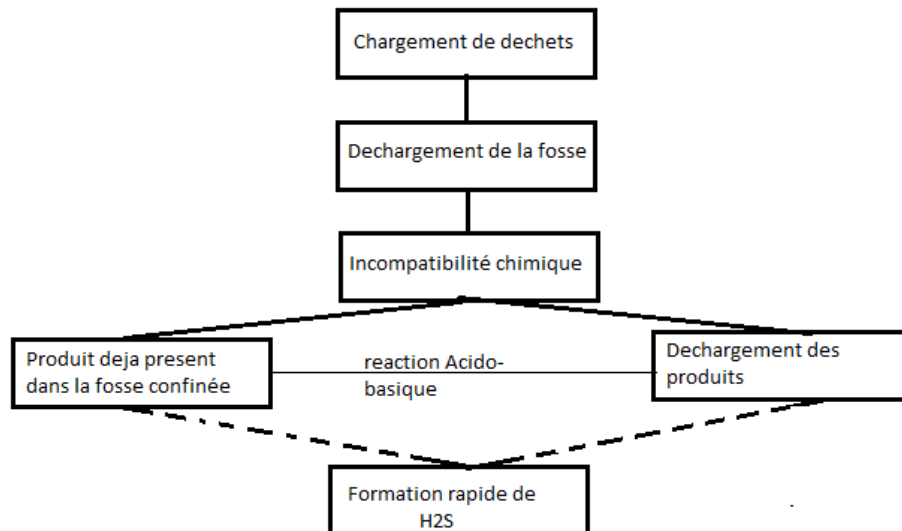 Chargement de dechets
Dechargement de la fosse
Incompatibilité chimique
Produit deja present
dans la fosse confinée
reaction Acido-
basique
Dechargement des
produits
Formation rapide de
H2S